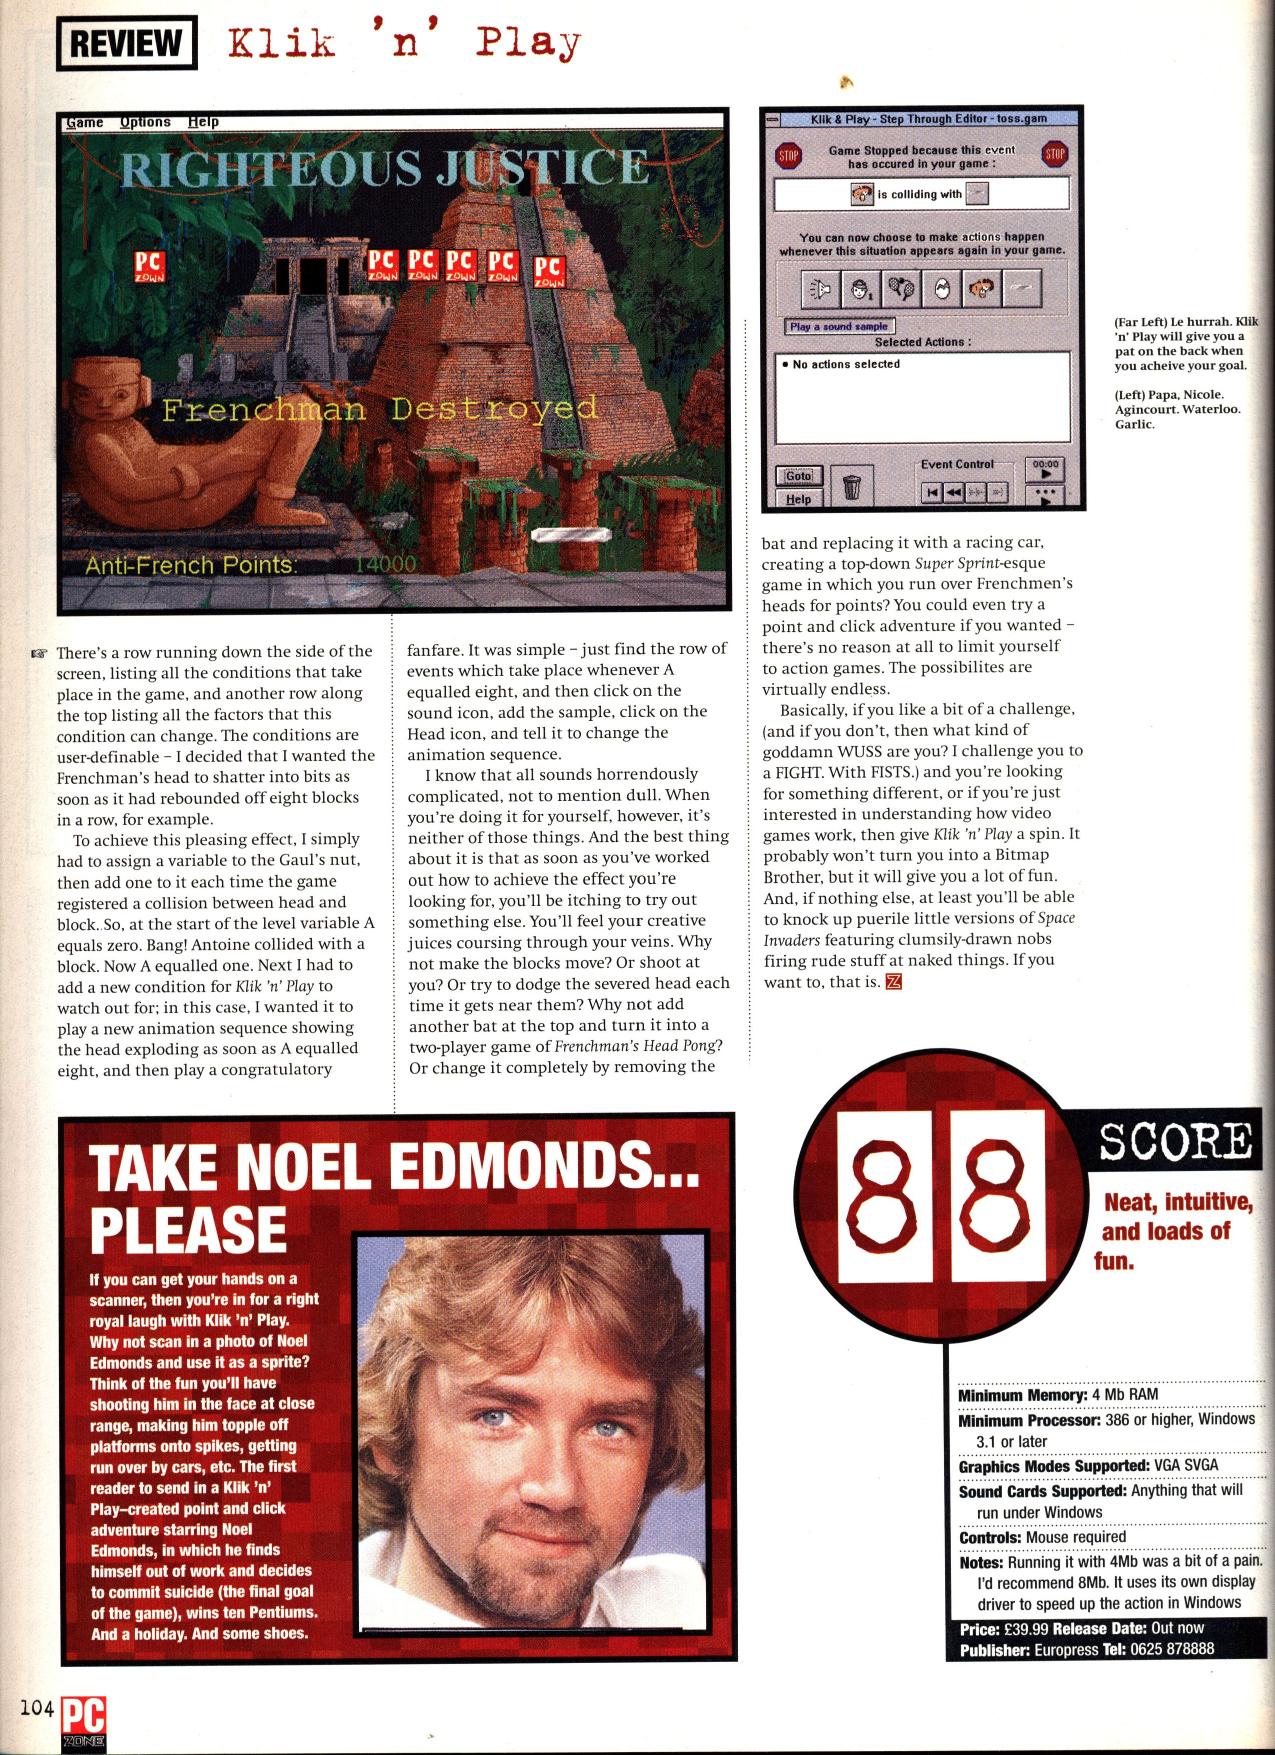 REVIEW Klik 'n' Play
Game Options Help
RIGHTEOUS JUSTICE
PC ZOWN
PC ZOWN
PC ZOWN
PC ZOWN
PC ZOWN
PC ZOWN
Frenchman Destroyed
Anti-French Points: 14000
Klik & Play - Step Through Editor - toss.gam
STOP
Game Stopped because this event
has occured in your game :
STOP
is colliding with
You can now choose to make actions happen
whenever this situation appears again in your game.
1
Play a sound sample
Selected Actions :
• No actions selected
Goto
Help
Event Control
00:00
(Far Left) Le hurrah. Klik
'n' Play will give you a
pat on the back when
you acheive your goal.
(Left) Papa, Nicole.
Agincourt. Waterloo.
Garlic.
There's a row running down the side of the
screen, listing all the conditions that take
place in the game, and another row along
the top listing all the factors that this
condition can change. The conditions are
user-definable – I decided that I wanted the
Frenchman's head to shatter into bits as
soon as it had rebounded off eight blocks
in a row, for example.
To achieve this pleasing effect, I simply
had to assign a variable to the Gaul's nut,
then add one to it each time the game
registered a collision between head and
block. So, at the start of the level variable A
equals zero. Bang! Antoine collided with a
block. Now A equalled one. Next I had to
add a new condition for Klik 'n' Play to
watch out for; in this case, I wanted it to
play a new animation sequence showing
the head exploding as soon as A equalled
eight, and then play a congratulatory
fanfare. It was simple – just find the row of
events which take place whenever A
equalled eight, and then click on the
sound icon, add the sample, click on the
Head icon, and tell it to change the
animation sequence.
I know that all sounds horrendously
complicated, not to mention dull. When
you're doing it for yourself, however, it's
neither of those things. And the best thing
about it is that as soon as you've worked
out how to achieve the effect you're
looking for, you'll be itching to try out
something else. You'll feel your creative
juices coursing through your veins. Why
not make the blocks move? Or shoot at
you? Or try to dodge the severed head each
time it gets near them? Why not add
another bat at the top and turn it into a
two-player game of Frenchman's Head Pong?
Or change it completely by removing the
bat and replacing it with a racing car,
creating a top-down Super Sprint-esque
game in which you run over Frenchmen's
heads for points? You could even try a
point and click adventure if you wanted –
there's no reason at all to limit yourself
to action games. The possibilites are
virtually endless.
Basically, if you like a bit of a challenge,
(and if you don't, then what kind of
goddamn WUSS are you? I challenge you to
a FIGHT. With FISTS.) and you're looking
for something different, or if you're just
interested in understanding how video
games work, then give Klik 'n' Play a spin. It
probably won't turn you into a Bitmap
Brother, but it will give you a lot of fun.
And, if nothing else, at least you'll be able
to knock up puerile little versions of Space
Invaders featuring clumsily-drawn nobs
firing rude stuff at naked things. If you
want to, that is. Z
TAKE NOEL EDMONDS...
PLEASE
If you can get your hands on a
scanner, then you're in for a right
royal laugh with Klik 'n' Play.
Why not scan in a photo of Noel
Edmonds and use it as a sprite?
Think of the fun you'll have
shooting him in the face at close
range, making him topple off
platforms onto spikes, getting
run over by cars, etc. The first
reader to send in a Klik 'n'
Play–created point and click
adventure starring Noel
Edmonds, in which he finds
himself out of work and decides
to commit suicide (the final goal
of the game), wins ten Pentiums.
And a holiday. And some shoes.
88
SCORE
Neat, intuitive,
and loads of
fun.
Minimum Memory: 4 Mb RAM
Minimum Processor: 386 or higher, Windows
3.1 or later
Graphics Modes Supported: VGA SVGA
Sound Cards Supported: Anything that will
run under Windows
Controls: Mouse required
Notes: Running it with 4Mb was a bit of a pain.
I'd recommend 8Mb. It uses its own display
driver to speed up the action in Windows
Price: £39.99 Release Date: Out now
Publisher: Europress Tel: 0625 878888
104 PC ZONE